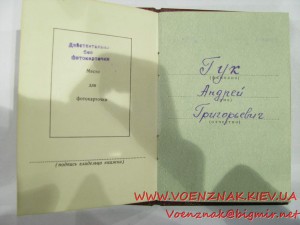 Действительно
без
фотокарточки
Место
для
фотокарточки
(подпись владельца книжки)
Гук
(фамилия)
Андрей
(имя)
Григорьевич
(отчество)
WWW.VOENZNAK.KIEV.UA
Voenznak@bigmir.net